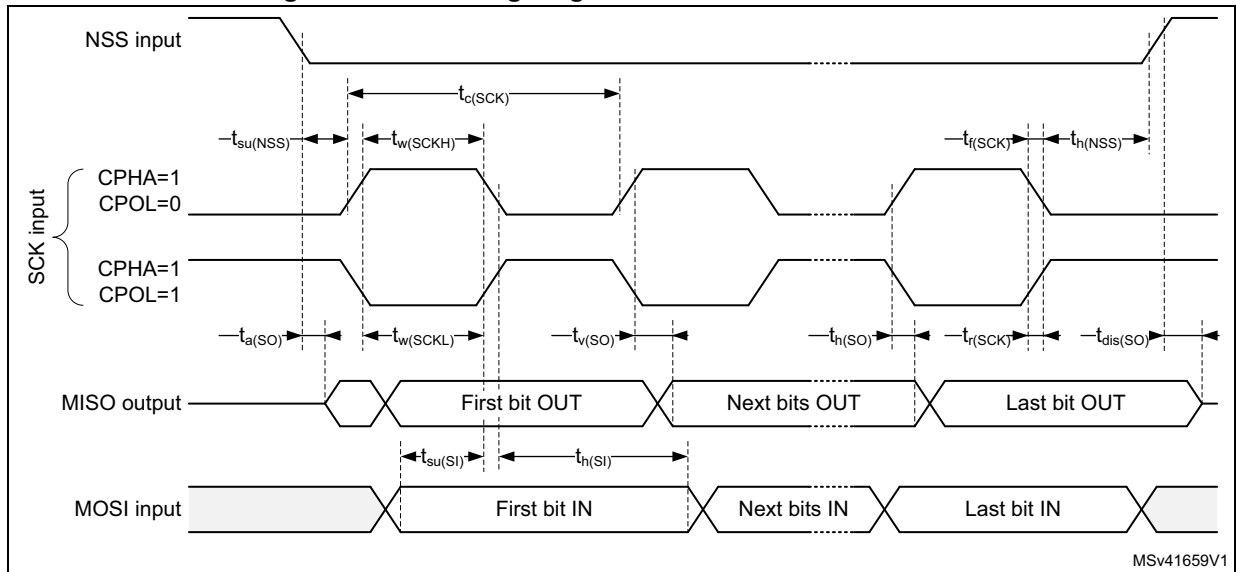 NSS input
tc(SCK)
tsu(NSS)
tw(SCKH)
tf(SCK)
th(NSS)
SCK input
CPHA=1
CPOL=0
CPHA=1
CPOL=1
ta(SO)
tw(SCKL)
tv(SO)
th(SO)
tr(SCK)
tdis(SO)
MISO output
First bit OUT
Next bits OUT
Last bit OUT
tsu(SI)
th(SI)
MOSI input
First bit IN
Next bits IN
Last bit IN
MSv41659V1